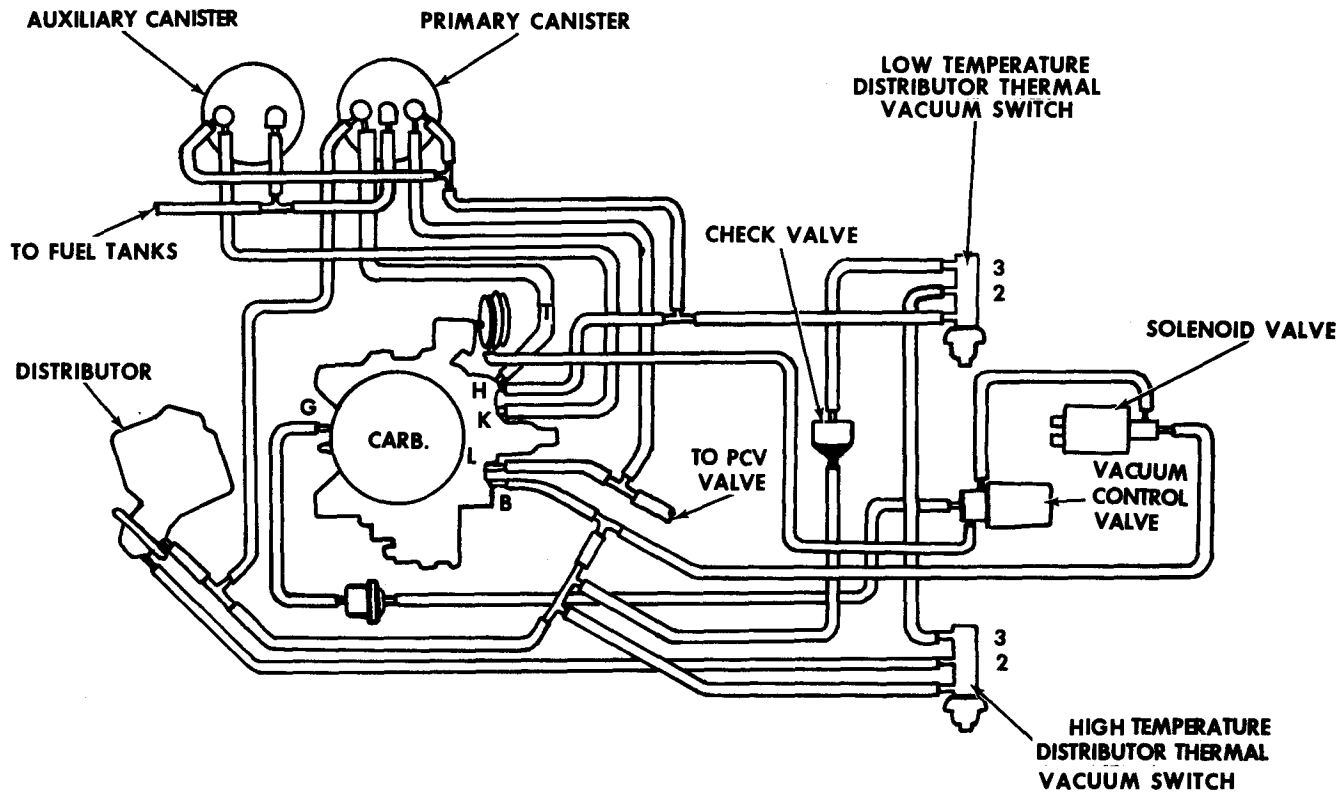 AUXILIARY CANISTER
PRIMARY CANISTER
LOW TEMPERATURE
DISTRIBUTOR THERMAL
VACUUM SWITCH
TO FUEL TANKS
CHECK VALVE
3
2
SOLENOID VALVE
DISTRIBUTOR
H
G
K
CARB.
L
B
TO PCV
VALVE
VACUUM
CONTROL
VALVE
3
2
HIGH TEMPERATURE
DISTRIBUTOR THERMAL
VACUUM SWITCH